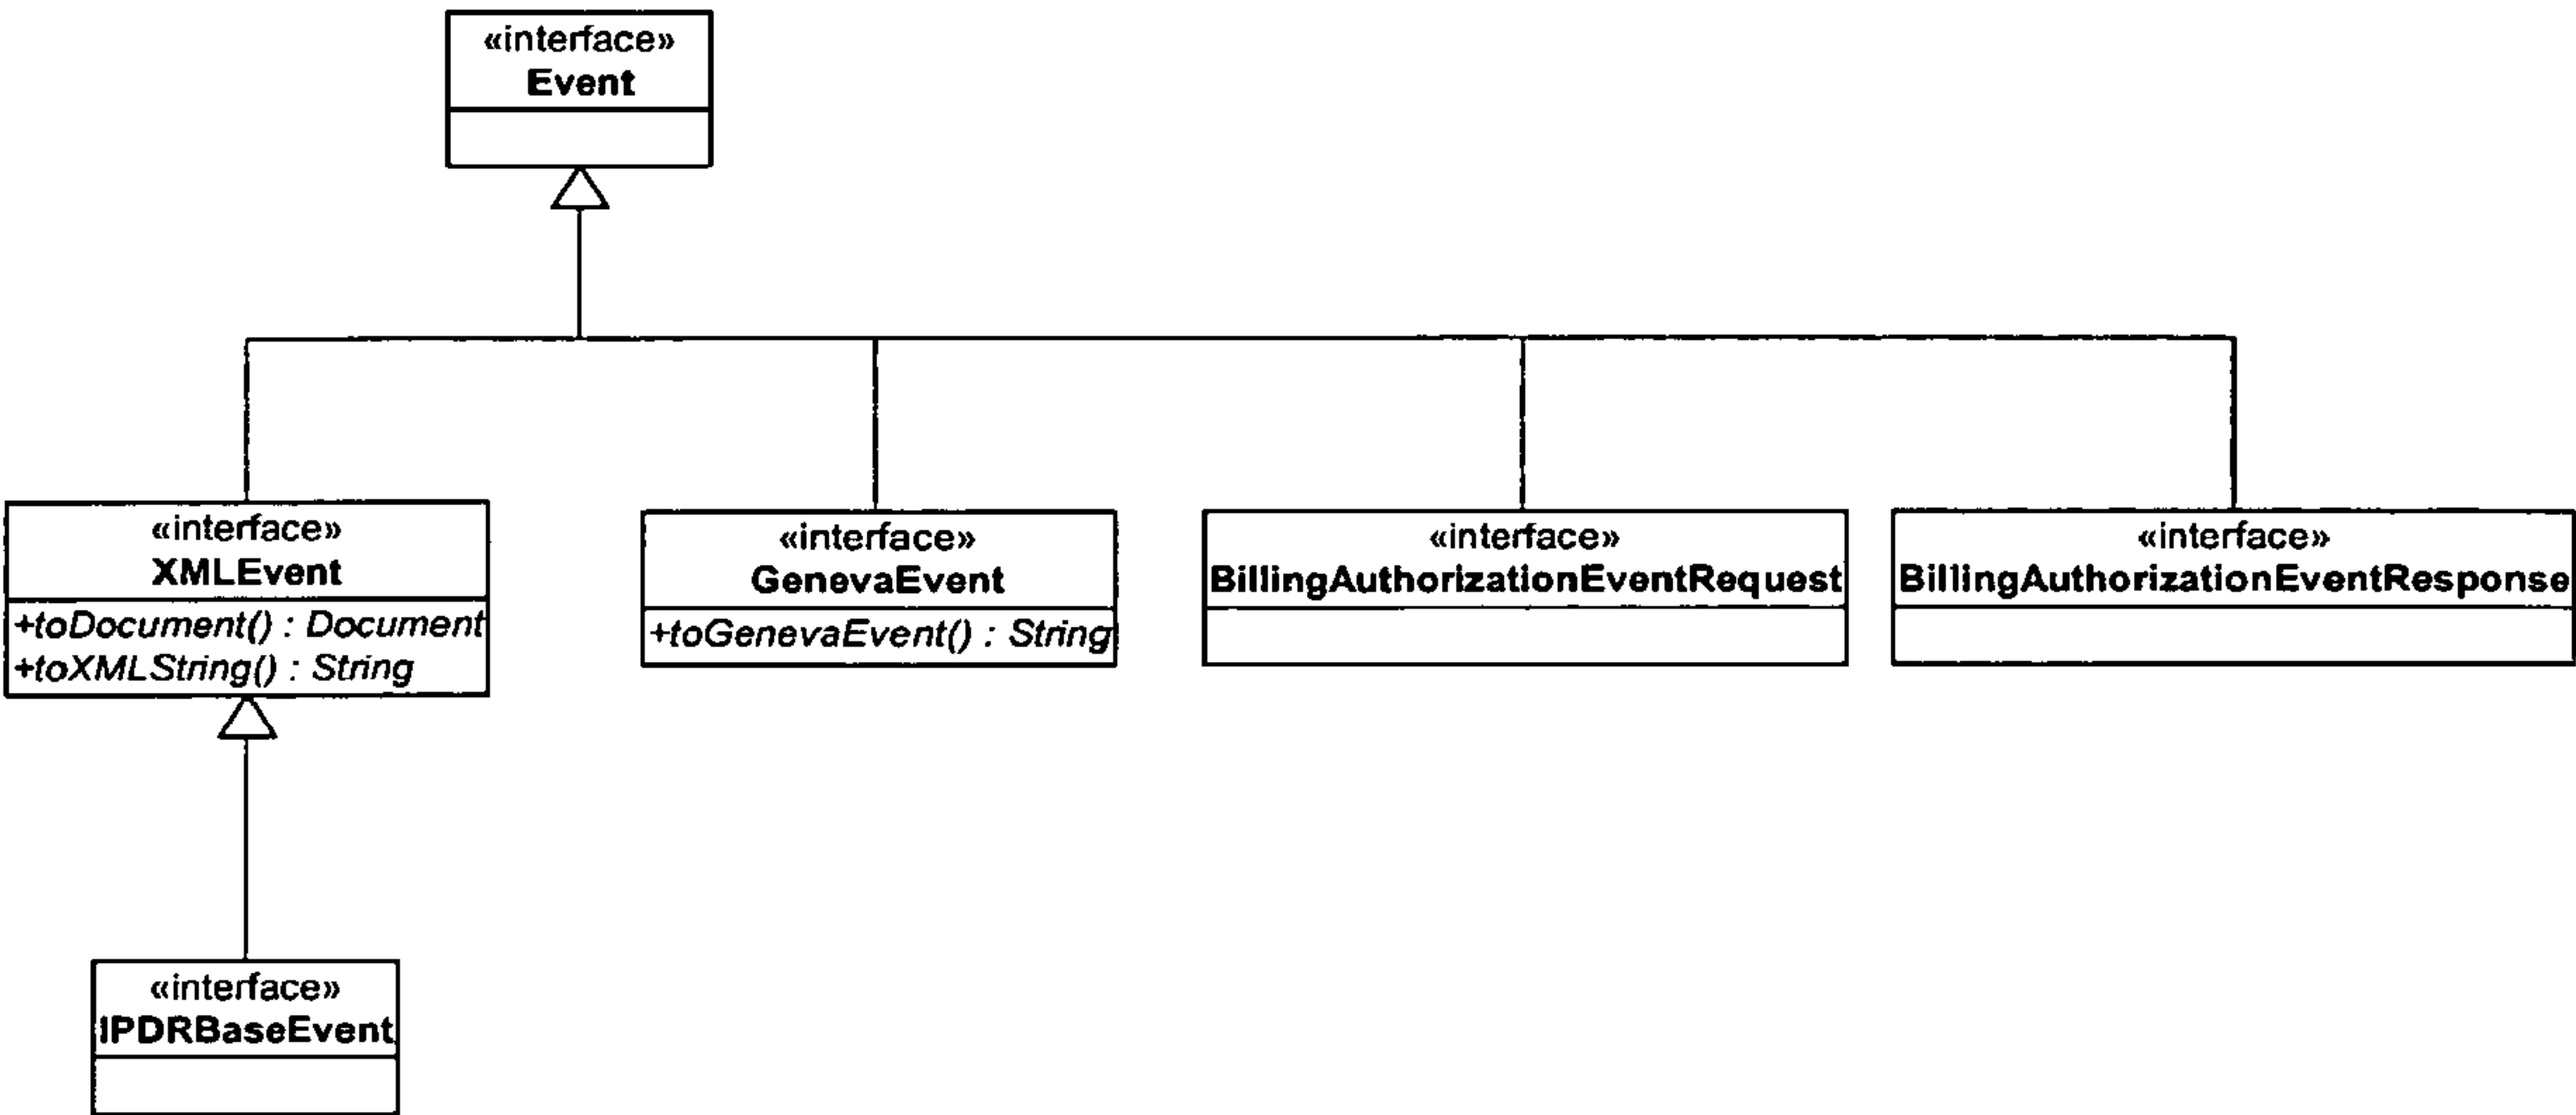 «interface»
Event
«interface»
XMLEvent
+toDocument() : Document
+toXMLString() : String
«interface»
GenevaEvent
+toGenevaEvent() : String
«interface»
BillingAuthorizationEventRequest
«interface»
BillingAuthorizationEventResponse
«interface»
IPDRBaseEvent